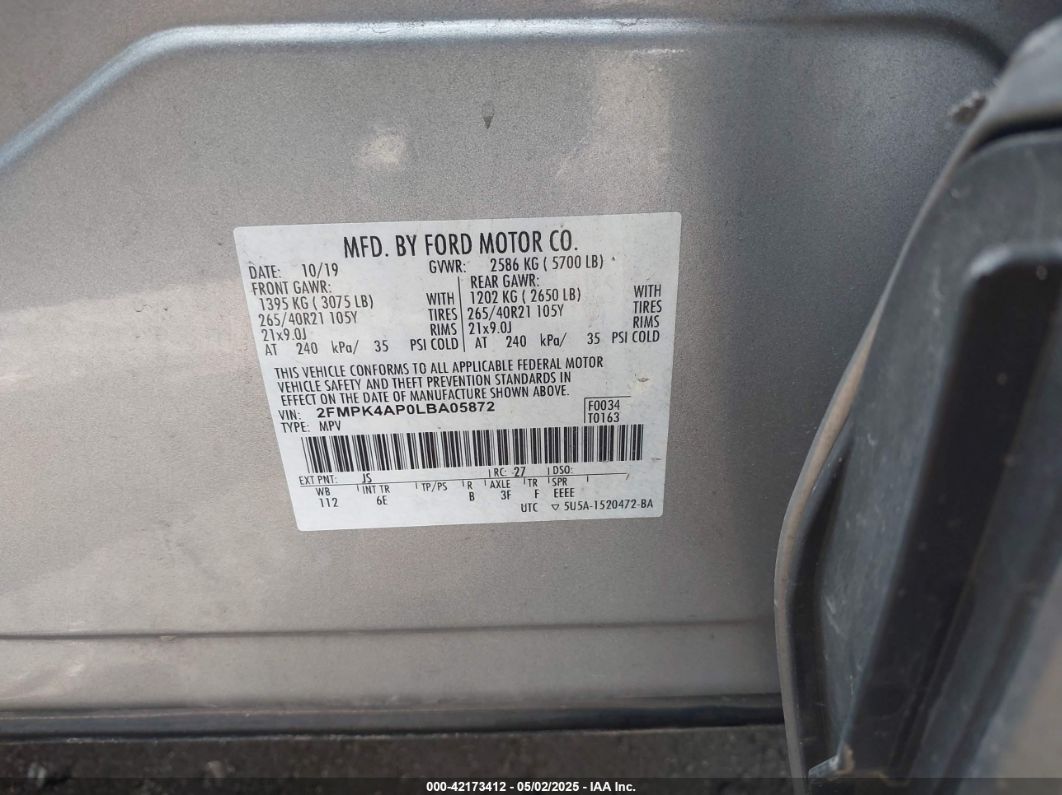 MFD. BY FORD MOTOR CO.
DATE: 10/19 GVWR: 2586 KG ( 5700 LB)
FRONT GAWR: REAR GAWR:
1395 KG ( 3075 LB) WITH 1202 KG ( 2650 LB) WITH
265/40R21 105Y TIRES 265/40R21 105Y TIRES
21x9.0J RIMS 21x9.0J RIMS
AT 240 kPa/ 35 PSI COLD AT 240 kPa/ 35 PSI COLD
THIS VEHICLE CONFORMS TO ALL APPLICABLE FEDERAL MOTOR
VEHICLE SAFETY AND THEFT PREVENTION STANDARDS IN
EFFECT ON THE DATE OF MANUFACTURE SHOWN ABOVE.
VIN: 2FMPK4AP0LBA05872 F0034
TYPE: MPV T0163
EXT PNT: JS RC: 27 DSO:
WB INT TR TP/PS R AXLE TR SPR
112 6E B 3F F EEEE
UTC ▽ 5U5A-1520472-BA
000-42173412 - 05/02/2025 - IAA Inc.